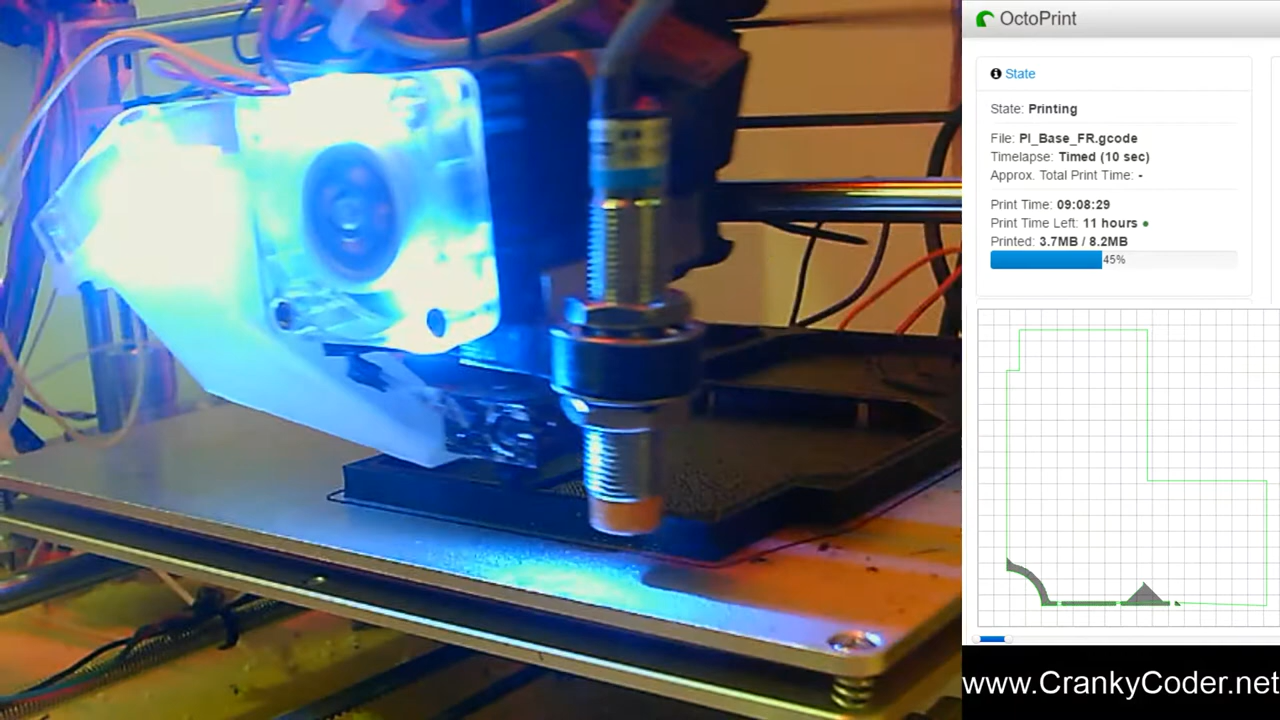 OctoPrint
State
State: Printing
File: PI_Base_FR.gcode
Timelapse: Timed (10 sec)
Approx. Total Print Time: -
Print Time: 09:08:29
Print Time Left: 11 hours
Printed: 3.7MB / 8.2MB
45%
www.CrankyCoder.net